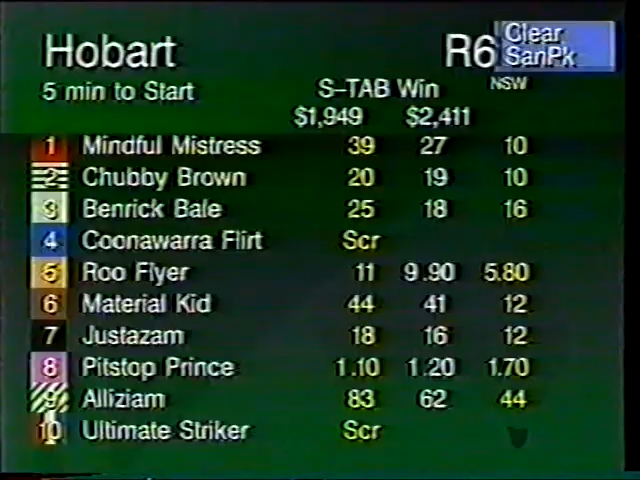 Hobart R6 Clear
SanPk
5 min to Start S-TAB Win NSW
$1,949 $2,411
1 Mindful Mistress 39 27 10
2 Chubby Brown 20 19 10
3 Benrick Bale 25 18 16
4 Coonawarra Flirt Scr
5 Roo Flyer 11 9.90 5.80
6 Material Kid 44 41 12
7 Justazam 18 16 12
8 Pitstop Prince 1.10 1.20 1.70
9 Alliziam 83 62 44
10 Ultimate Striker Scr